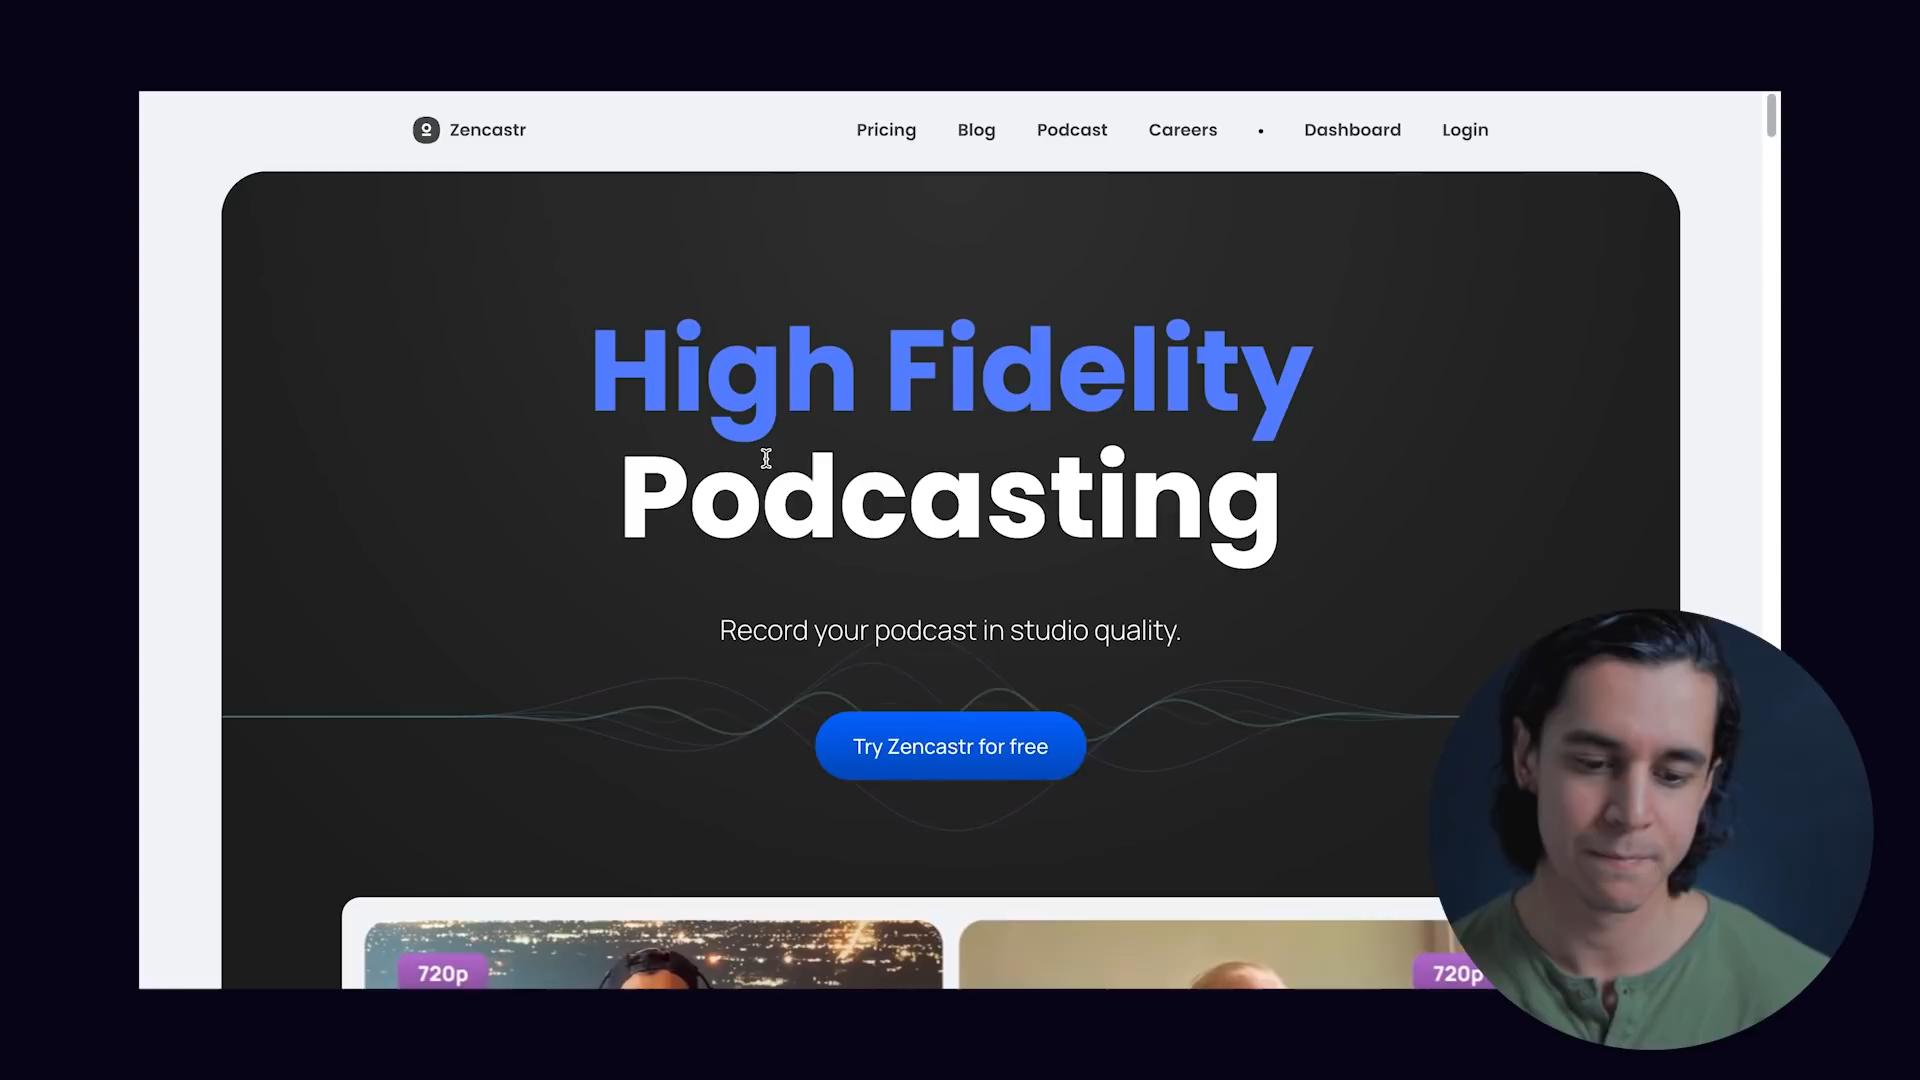 Zencastr
Pricing Blog Podcast Careers • Dashboard Login
High Fidelity
Podcasting
Record your podcast in studio quality.
Try Zencastr for free
720p
720p